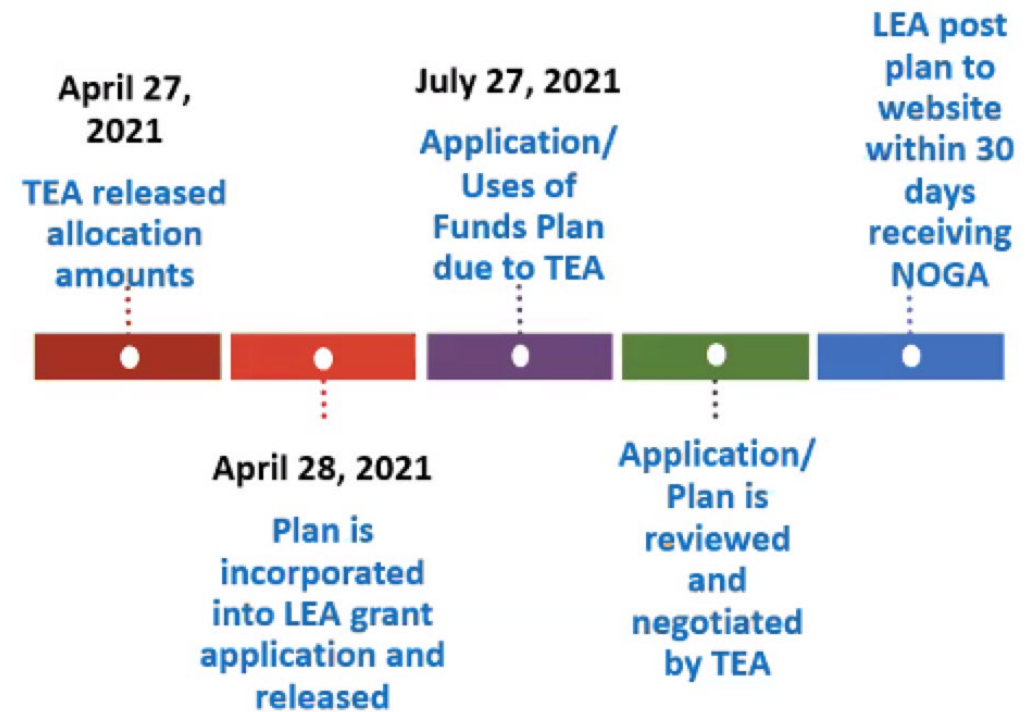 April 27,
2021
TEA released
allocation
amounts
April 28, 2021
Plan is
incorporated
into LEA grant
application and
released
July 27, 2021
Application/
Uses of
Funds Plan
due to TEA
Application/
Plan is
reviewed
and
negotiated
by TEA
LEA post
plan to
website
within 30
days
receiving
NOGA